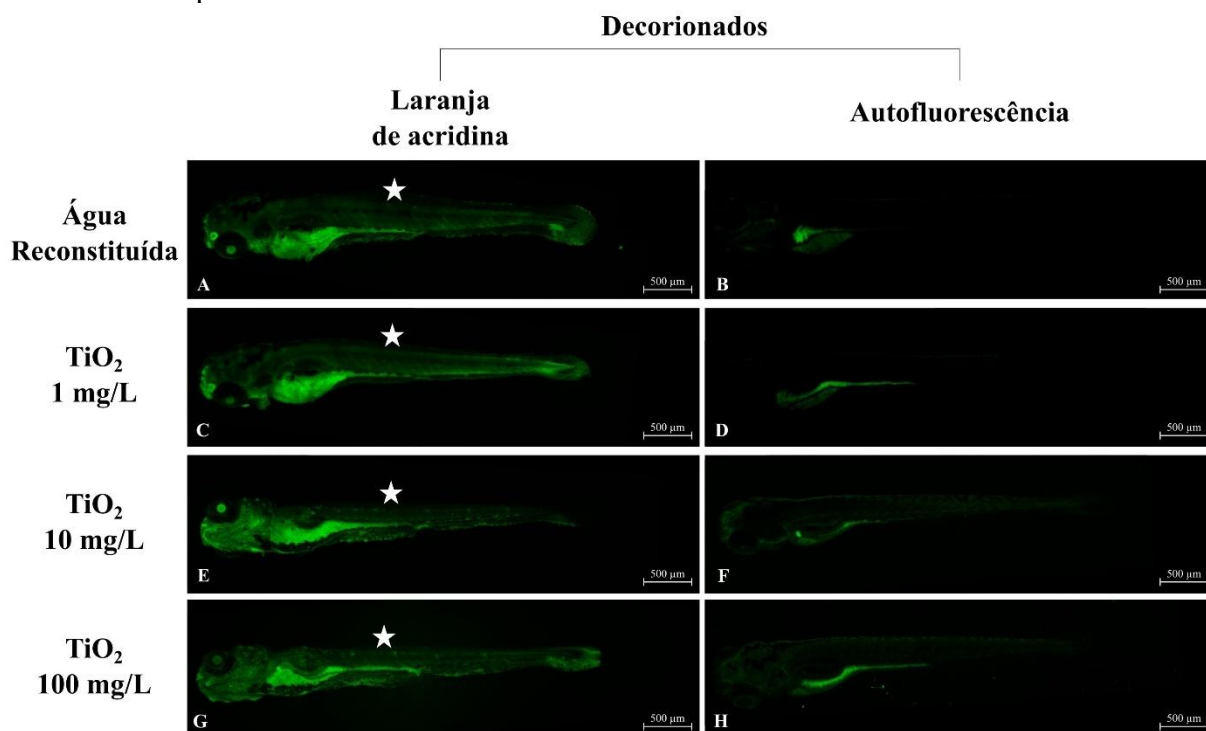 Decorionados
Laranja
de acridina
Autofluorescência
Água
Reconstituída
A
500 µm
B
500 µm
TiO₂
1 mg/L
C
500 µm
D
500 µm
TiO₂
10 mg/L
E
500 µm
F
500 µm
TiO₂
100 mg/L
G
500 µm
H
500 µm